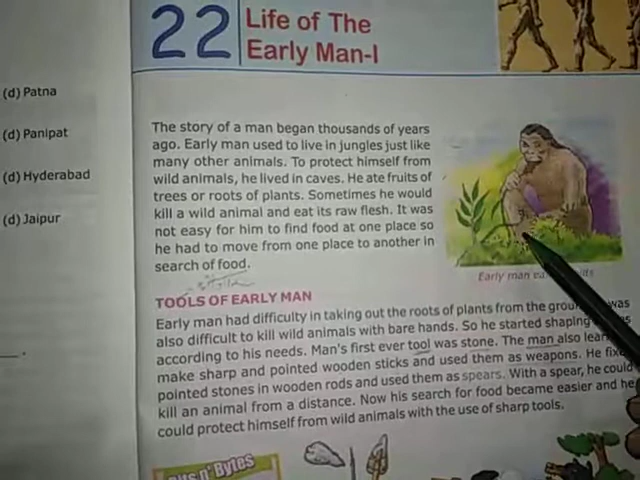 22
Life of The
Early Man-I
(d) Patna
(d) Panipat
(d) Hyderabad
(d) Jaipur
The story of a man began thousands of years
ago. Early man used to live in jungles just like
many other animals. To protect himself from
wild animals, he lived in caves. He ate fruits of
trees or roots of plants. Sometimes he would
kill a wild animal and eat its raw flesh. It was
not easy for him to find food at one place so
he had to move from one place to another in
search of food.
Early man
TOOLS OF EARLY MAN
Early man had difficulty in taking out the roots of plants from the was
also difficult to kill wild animals with bare hands. So he started shaping
according to his needs. Man's first ever tool was stone. The man also
make sharp and pointed wooden sticks and used them as weapons. He
pointed stones in wooden rods and used them as spears. With a spear, he could
kill an animal from a distance. Now his search for food became easier and he
could protect himself from wild animals with the use of sharp tools.
n' Bytes